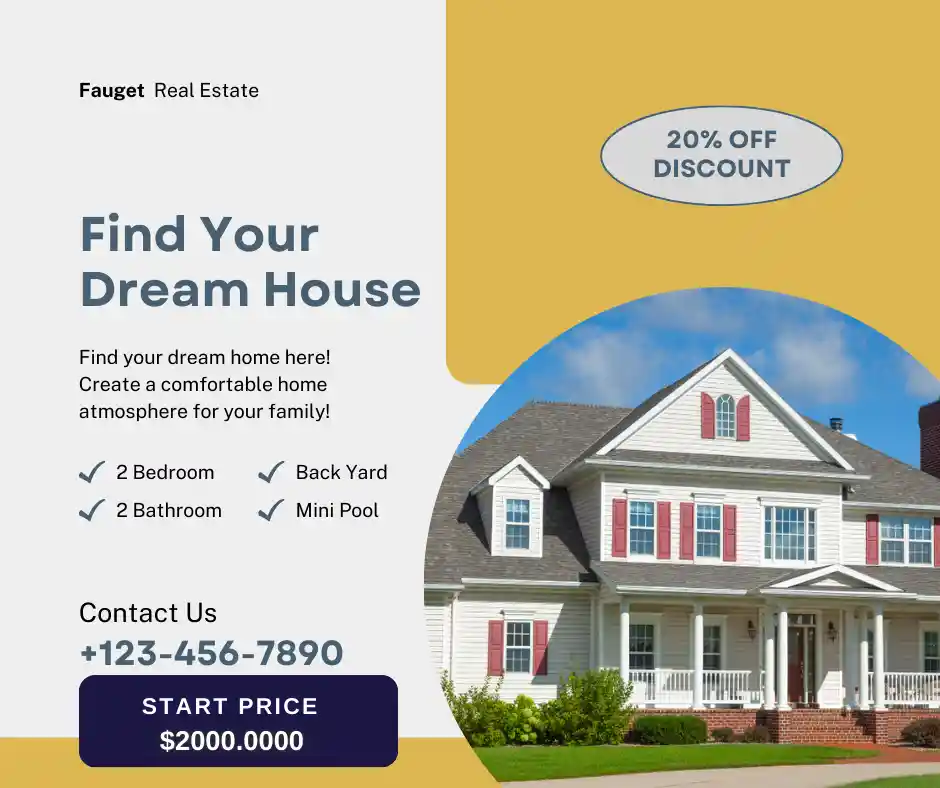 Fauget Real Estate
20% OFF
DISCOUNT
Find Your
Dream House
Find your dream home here!
Create a comfortable home
atmosphere for your family!
2 Bedroom
Back Yard
2 Bathroom
Mini Pool
Contact Us
+123-456-7890
START PRICE
$2000.0000